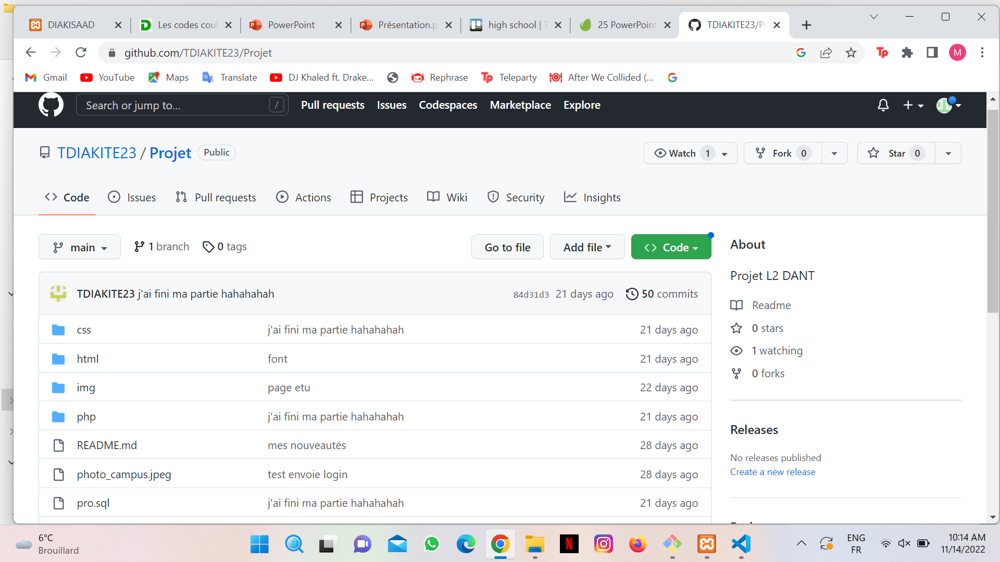 DIAKISAAD
Les codes coul
PowerPoint
Présentation.p
high school | T
25 PowerPoint
TDIAKITE23/Pr
github.com/TDIAKITE23/Projet
M
Gmail
YouTube
Maps
Translate
DJ Khaled ft. Drake...
Rephrase
Teleparty
After We Collided (...
Search or jump to...
/
Pull requests
Issues
Codespaces
Marketplace
Explore
TDIAKITE23 / Projet
Public
Watch 1
Fork 0
Star 0
Code
Issues
Pull requests
Actions
Projects
Wiki
Security
Insights
main
1 branch
0 tags
Go to file
Add file
Code
TDIAKITE23 j'ai fini ma partie hahahahah
84d31d3 21 days ago
50 commits
css j'ai fini ma partie hahahahah 21 days ago
html font 21 days ago
img page etu 22 days ago
php j'ai fini ma partie hahahahah 21 days ago
README.md mes nouveautés 28 days ago
photo_campus.jpeg test envoie login 28 days ago
pro.sql j'ai fini ma partie hahahahah 21 days ago
About
Projet L2 DANT
Readme
0 stars
1 watching
0 forks
Releases
No releases published
Create a new release
6°C
Brouillard
ENG
FR
10:14 AM
11/14/2022